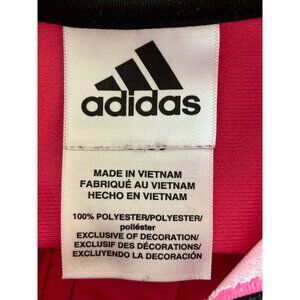 adidas
MADE IN VIETNAM
FABRIQUÉ AU VIETNAM
HECHO EN VIETNAM
100% POLYESTER/POLYESTER/
poliéster
EXCLUSIVE OF DECORATION/
EXCLUSIF DES DÉCORATIONS/
EXCLUYENDO LA DECORACIÓN